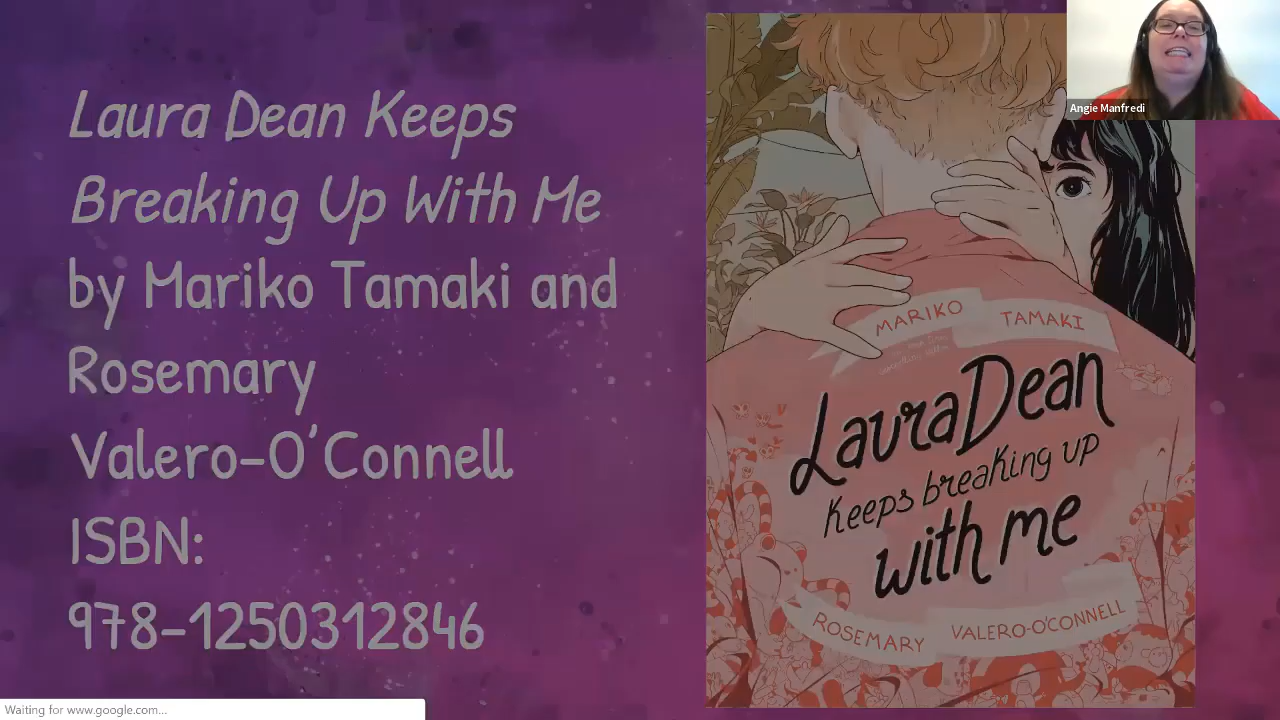 Laura Dean Keeps
Breaking Up With Me
by Mariko Tamaki and
Rosemary
Valero-O'Connell
ISBN:
978-1250312846
Angie Manfredi
MARIKO TAMAKI
Laura Dean
Keeps breaking up
with me
ROSEMARY VALERO-O'CONNELL
Waiting for www.google.com...